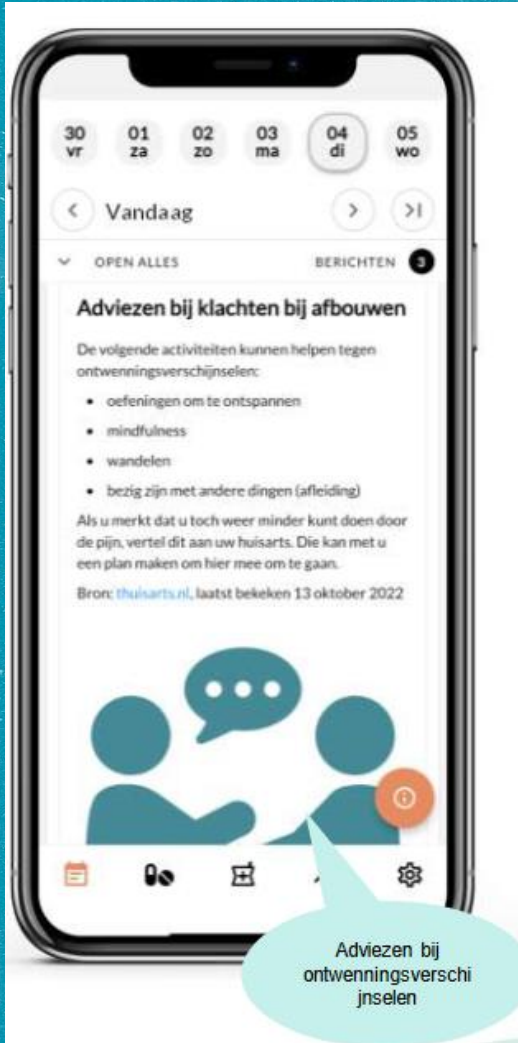 30 01 02 03 04 05
vr za zo ma di wo
Vandaag
OPEN ALLES BERICHTEN 3
Adviezen bij klachten bij afbouwen
De volgende activiteiten kunnen helpen tegen
ontwenningsverschijnselen:
• oefeningen om te ontspannen
• mindfulness
• wandelen
• bezig zijn met andere dingen (afleiding)
Als u merkt dat u toch weer minder kunt doen door
de pijn, vertel dit aan uw huisarts. Die kan met u
een plan maken om hier mee om te gaan.
Bron: thuisarts.nl, laatst bekeken 13 oktober 2022
Adviezen bij
ontwenningsverschi
jnselen